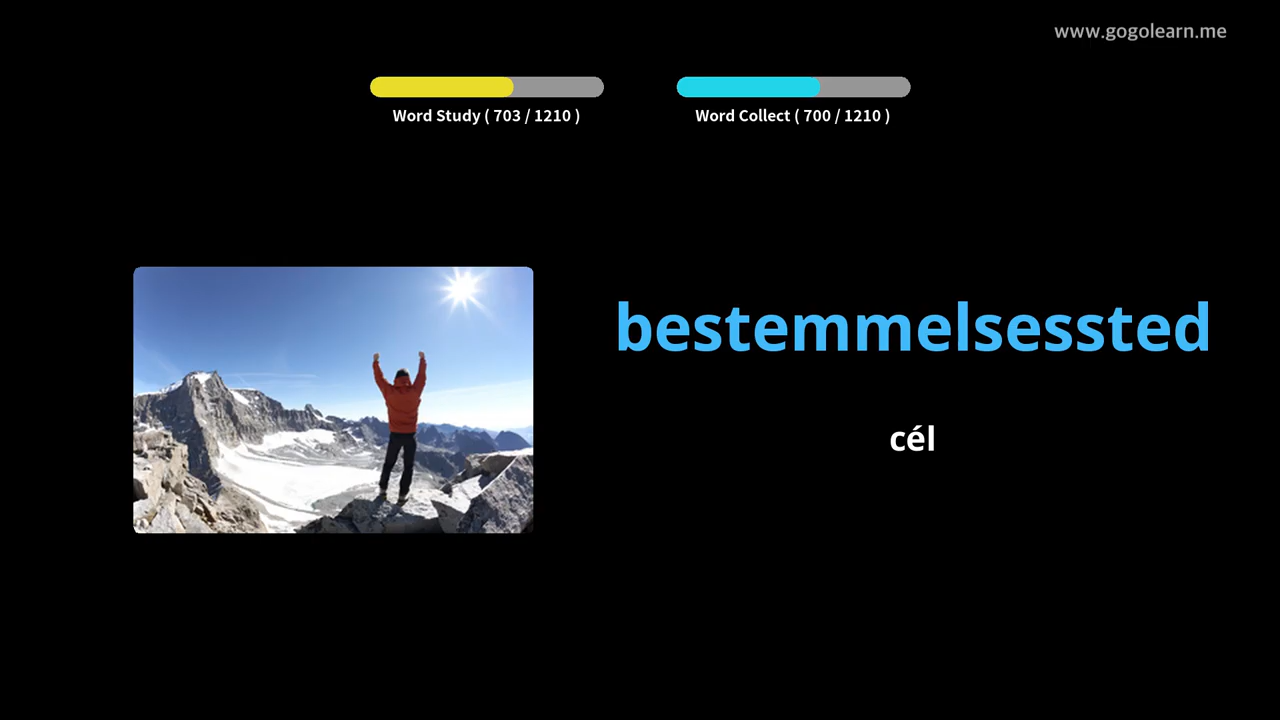 www.gogolearn.me
Word Study ( 703 / 1210 )
Word Collect ( 700 / 1210 )
bestemmelsessted
cél